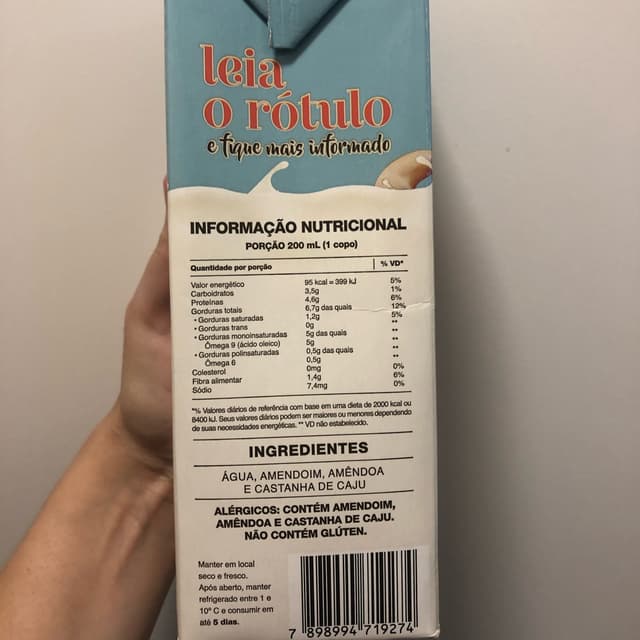 leia
o rótulo
e fique mais informado
INFORMAÇÃO NUTRICIONAL
PORÇÃO 200 mL (1 copo)
Quantidade por porção % VD*
Valor energético 95 kcal = 399 kJ 5%
Carboidratos 3,5g 1%
Proteínas 4,6g 6%
Gorduras totais 6,7g das quais 12%
• Gorduras saturadas 1,2g 5%
• Gorduras trans 0g **
• Gorduras monoinsaturadas 5g das quais **
Ômega 9 (ácido oleico) 5g **
• Gorduras polinsaturadas 0,5g das quais **
Ômega 6 0,5g **
Colesterol 0mg 0%
Fibra alimentar 1,4g 6%
Sódio 7,4mg 0%
*% Valores diários de referência com base em uma dieta de 2000 kcal ou
8400 kJ. Seus valores diários podem ser maiores ou menores dependendo
de suas necessidades energéticas. ** VD não estabelecido.
INGREDIENTES
ÁGUA, AMENDOIM, AMÊNDOA
E CASTANHA DE CAJU
ALÉRGICOS: CONTÉM AMENDOIM,
AMÊNDOA E CASTANHA DE CAJU.
NÃO CONTÉM GLÚTEN.
Manter em local
seco e fresco.
Após aberto, manter
refrigerado entre 1 e
10° C e consumir em
até 5 dias.
7 898994 719274